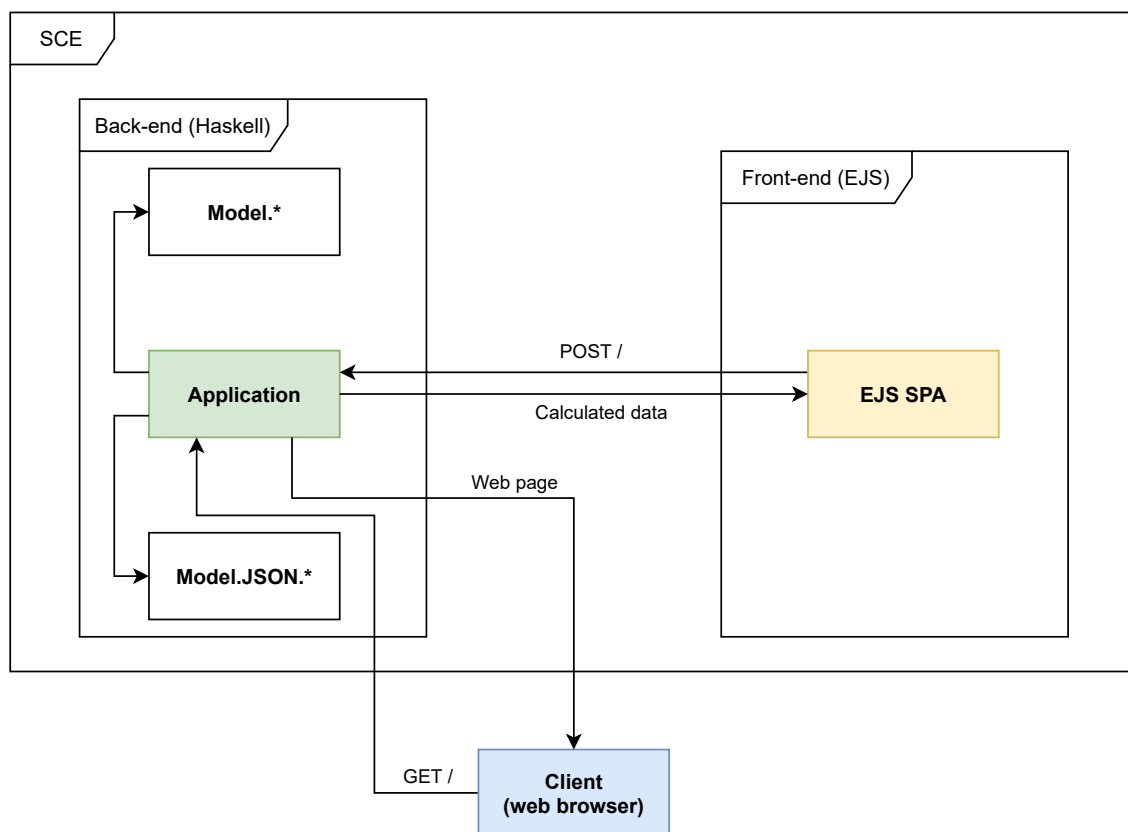 SCE
Back-end (Haskell)
Model.*
Front-end (EJS)
POST /
Application
EJS SPA
Calculated data
Web page
Model.JSON.*
GET /
Client
(web browser)